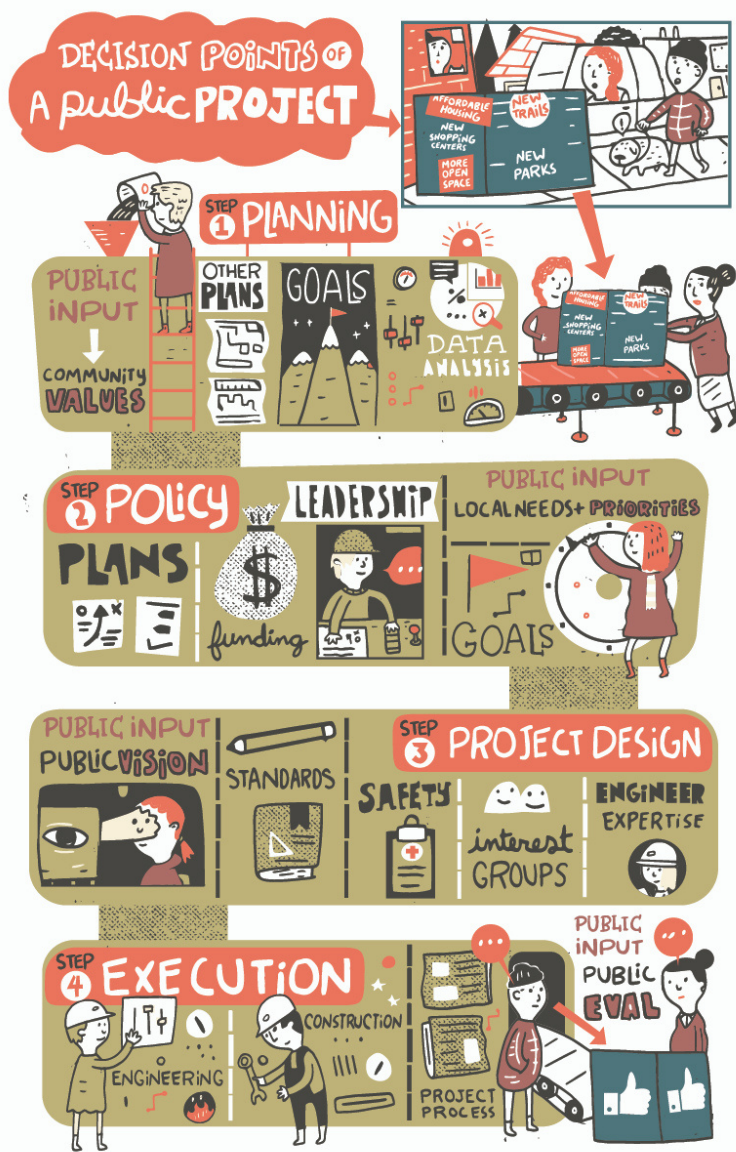 DECISION POINTS OF
A public PROJECT
AFFORDABLE
HOUSING
NEW
SHOPPING
CENTERS
MORE
OPEN
SPACE
NEW
TRAILS
NEW
PARKS
STEP
1 PLANNING
PUBLIC
INPUT
COMMUNITY
VALUES
OTHER
PLANS
GOALS
DATA
ANALYSIS
AFFORDABLE
HOUSING
NEW
SHOPPING
CENTERS
MORE
OPEN
SPACE
NEW
TRAILS
NEW
PARKS
STEP
2 POLICY
PLANS
$
funding
LEADERSHIP
PUBLIC INPUT
LOCAL NEEDS + PRIORITIES
GOALS
PUBLIC INPUT
PUBLIC VISION
STANDARDS
STEP
3 PROJECT DESIGN
SAFETY
interest
GROUPS
ENGINEER
EXPERTISE
STEP
4 EXECUTION
ENGINEERING
CONSTRUCTION
PROJECT
PROCESS
PUBLIC
INPUT
PUBLIC
EVAL